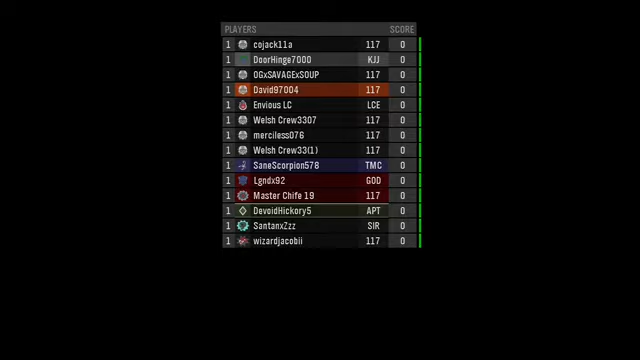 PLAYERS SCORE
1 cojack11a 117 0
1 DoorHinge7000 KJJ 0
1 OGxSAVAGExSOUP 117 0
1 David97004 117 0
1 Envious LC LCE 0
1 Welsh Crew3307 117 0
1 merciless076 117 0
1 Welsh Crew33(1) 117 0
1 SaneScorpion578 TMC 0
1 Lgndx92 GOD 0
1 Master Chife 19 117 0
1 DevoidHickory5 APT 0
1 SantanxZzz SIR 0
1 wizardjacobii 117 0